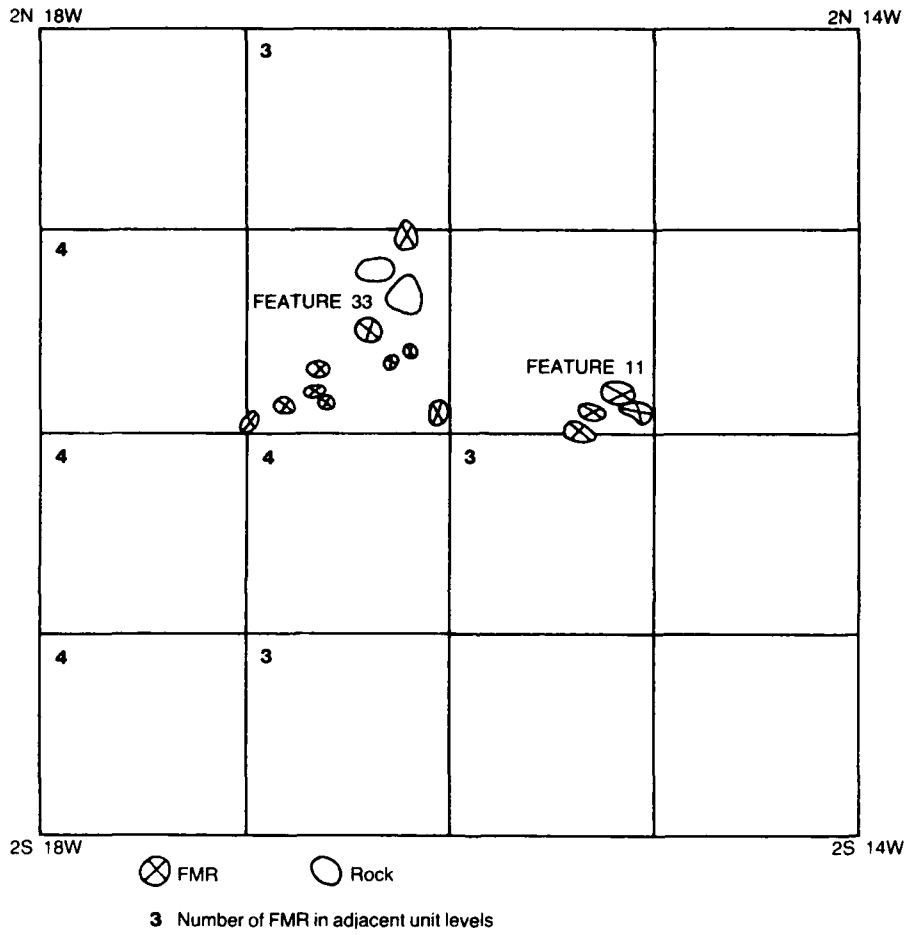 2N 18W
2N 14W
3
4
FEATURE 33
FEATURE 11
4
4
3
4
3
2S 18W
2S 14W
FMR
Rock
3 Number of FMR in adjacent unit levels